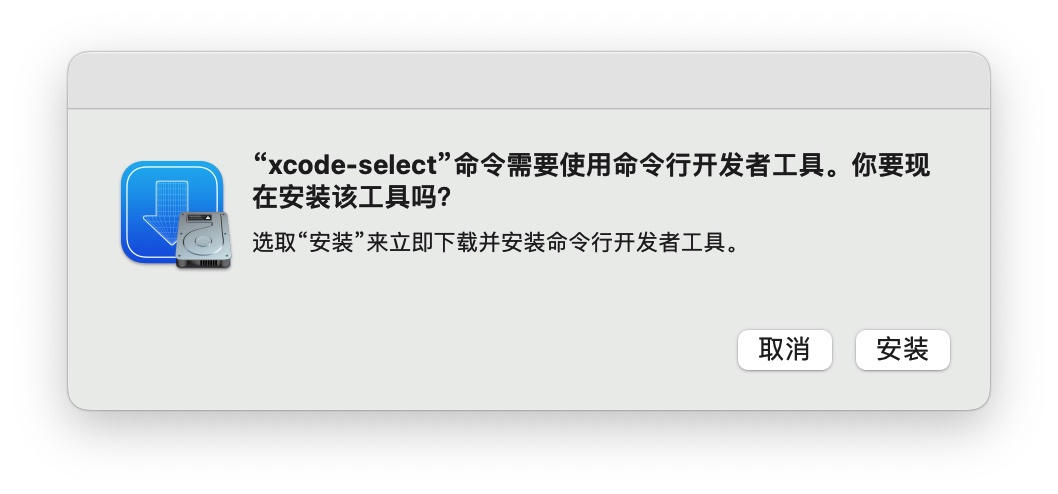 “xcode-select”命令需要使用命令行开发者工具。你要现
在安装该工具吗？
选取“安装”来立即下载并安装命令行开发者工具。
取消
安装